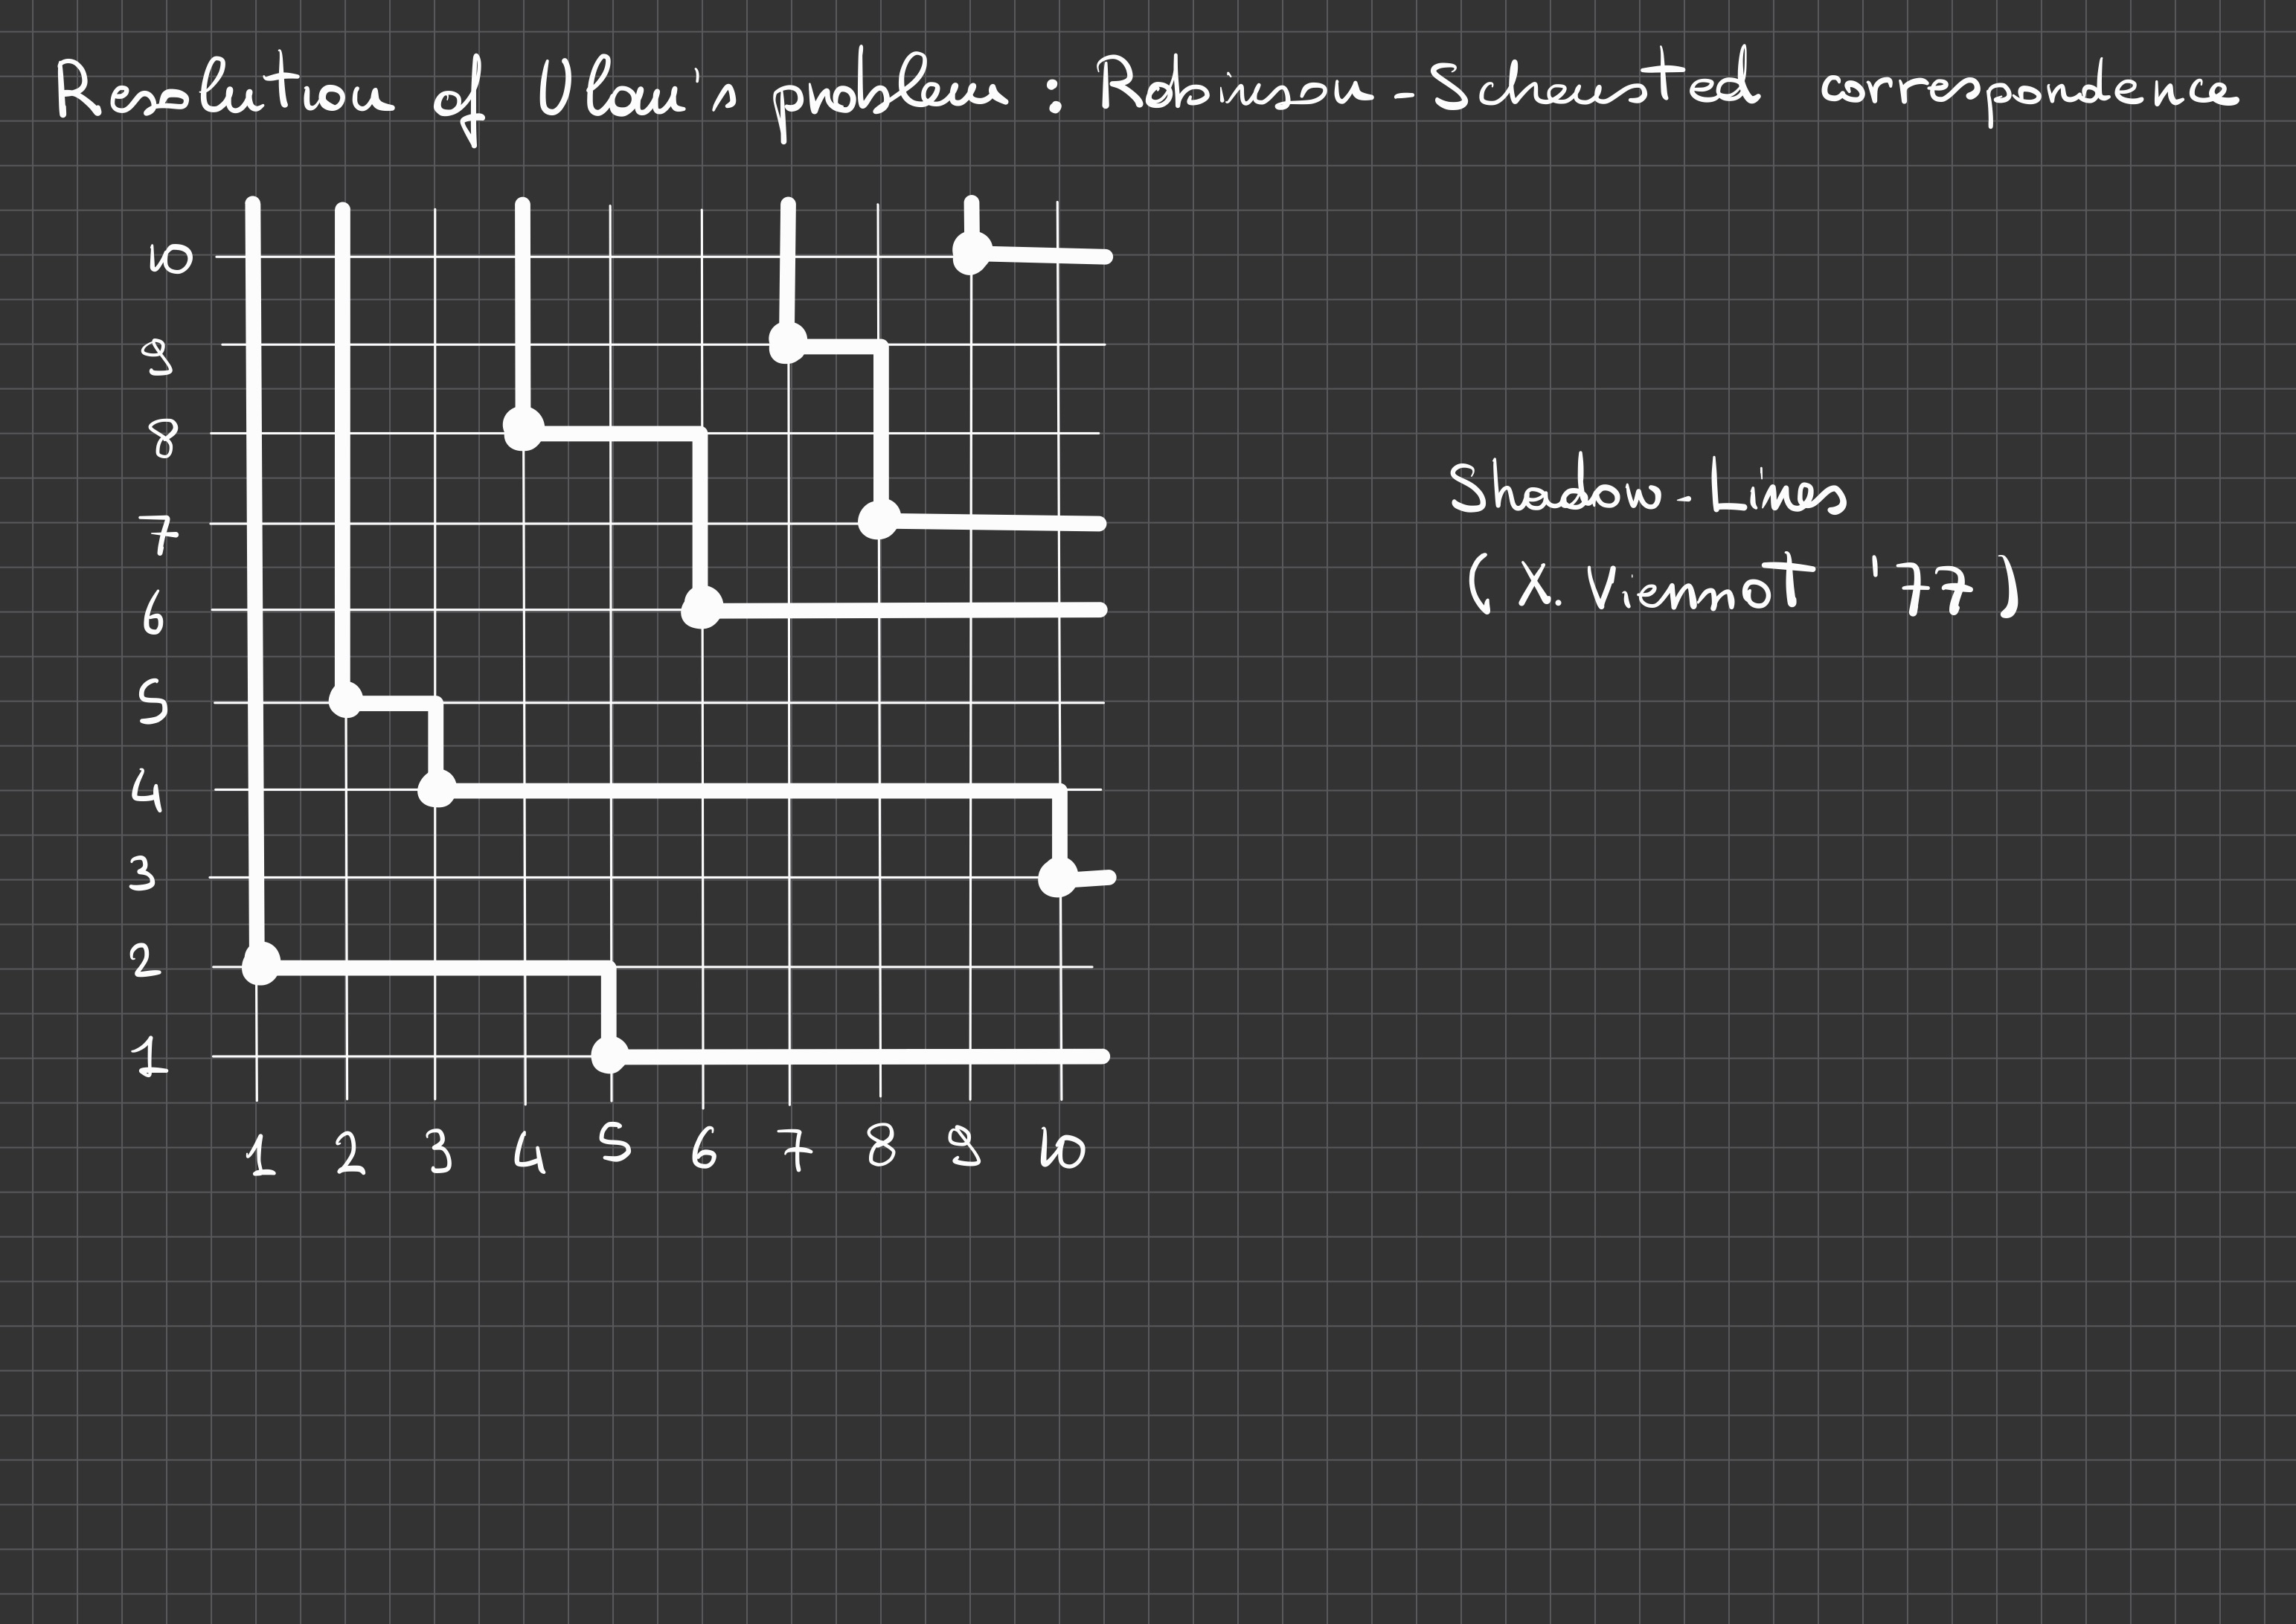 Resolution of Ulam's problem : Robinson - Schensted correspondence
10
9
8
7
6
5
4
3
2
1
1 2 3 4 5 6 7 8 9 10
Shadow - Lines
( X. Viennot '77 )